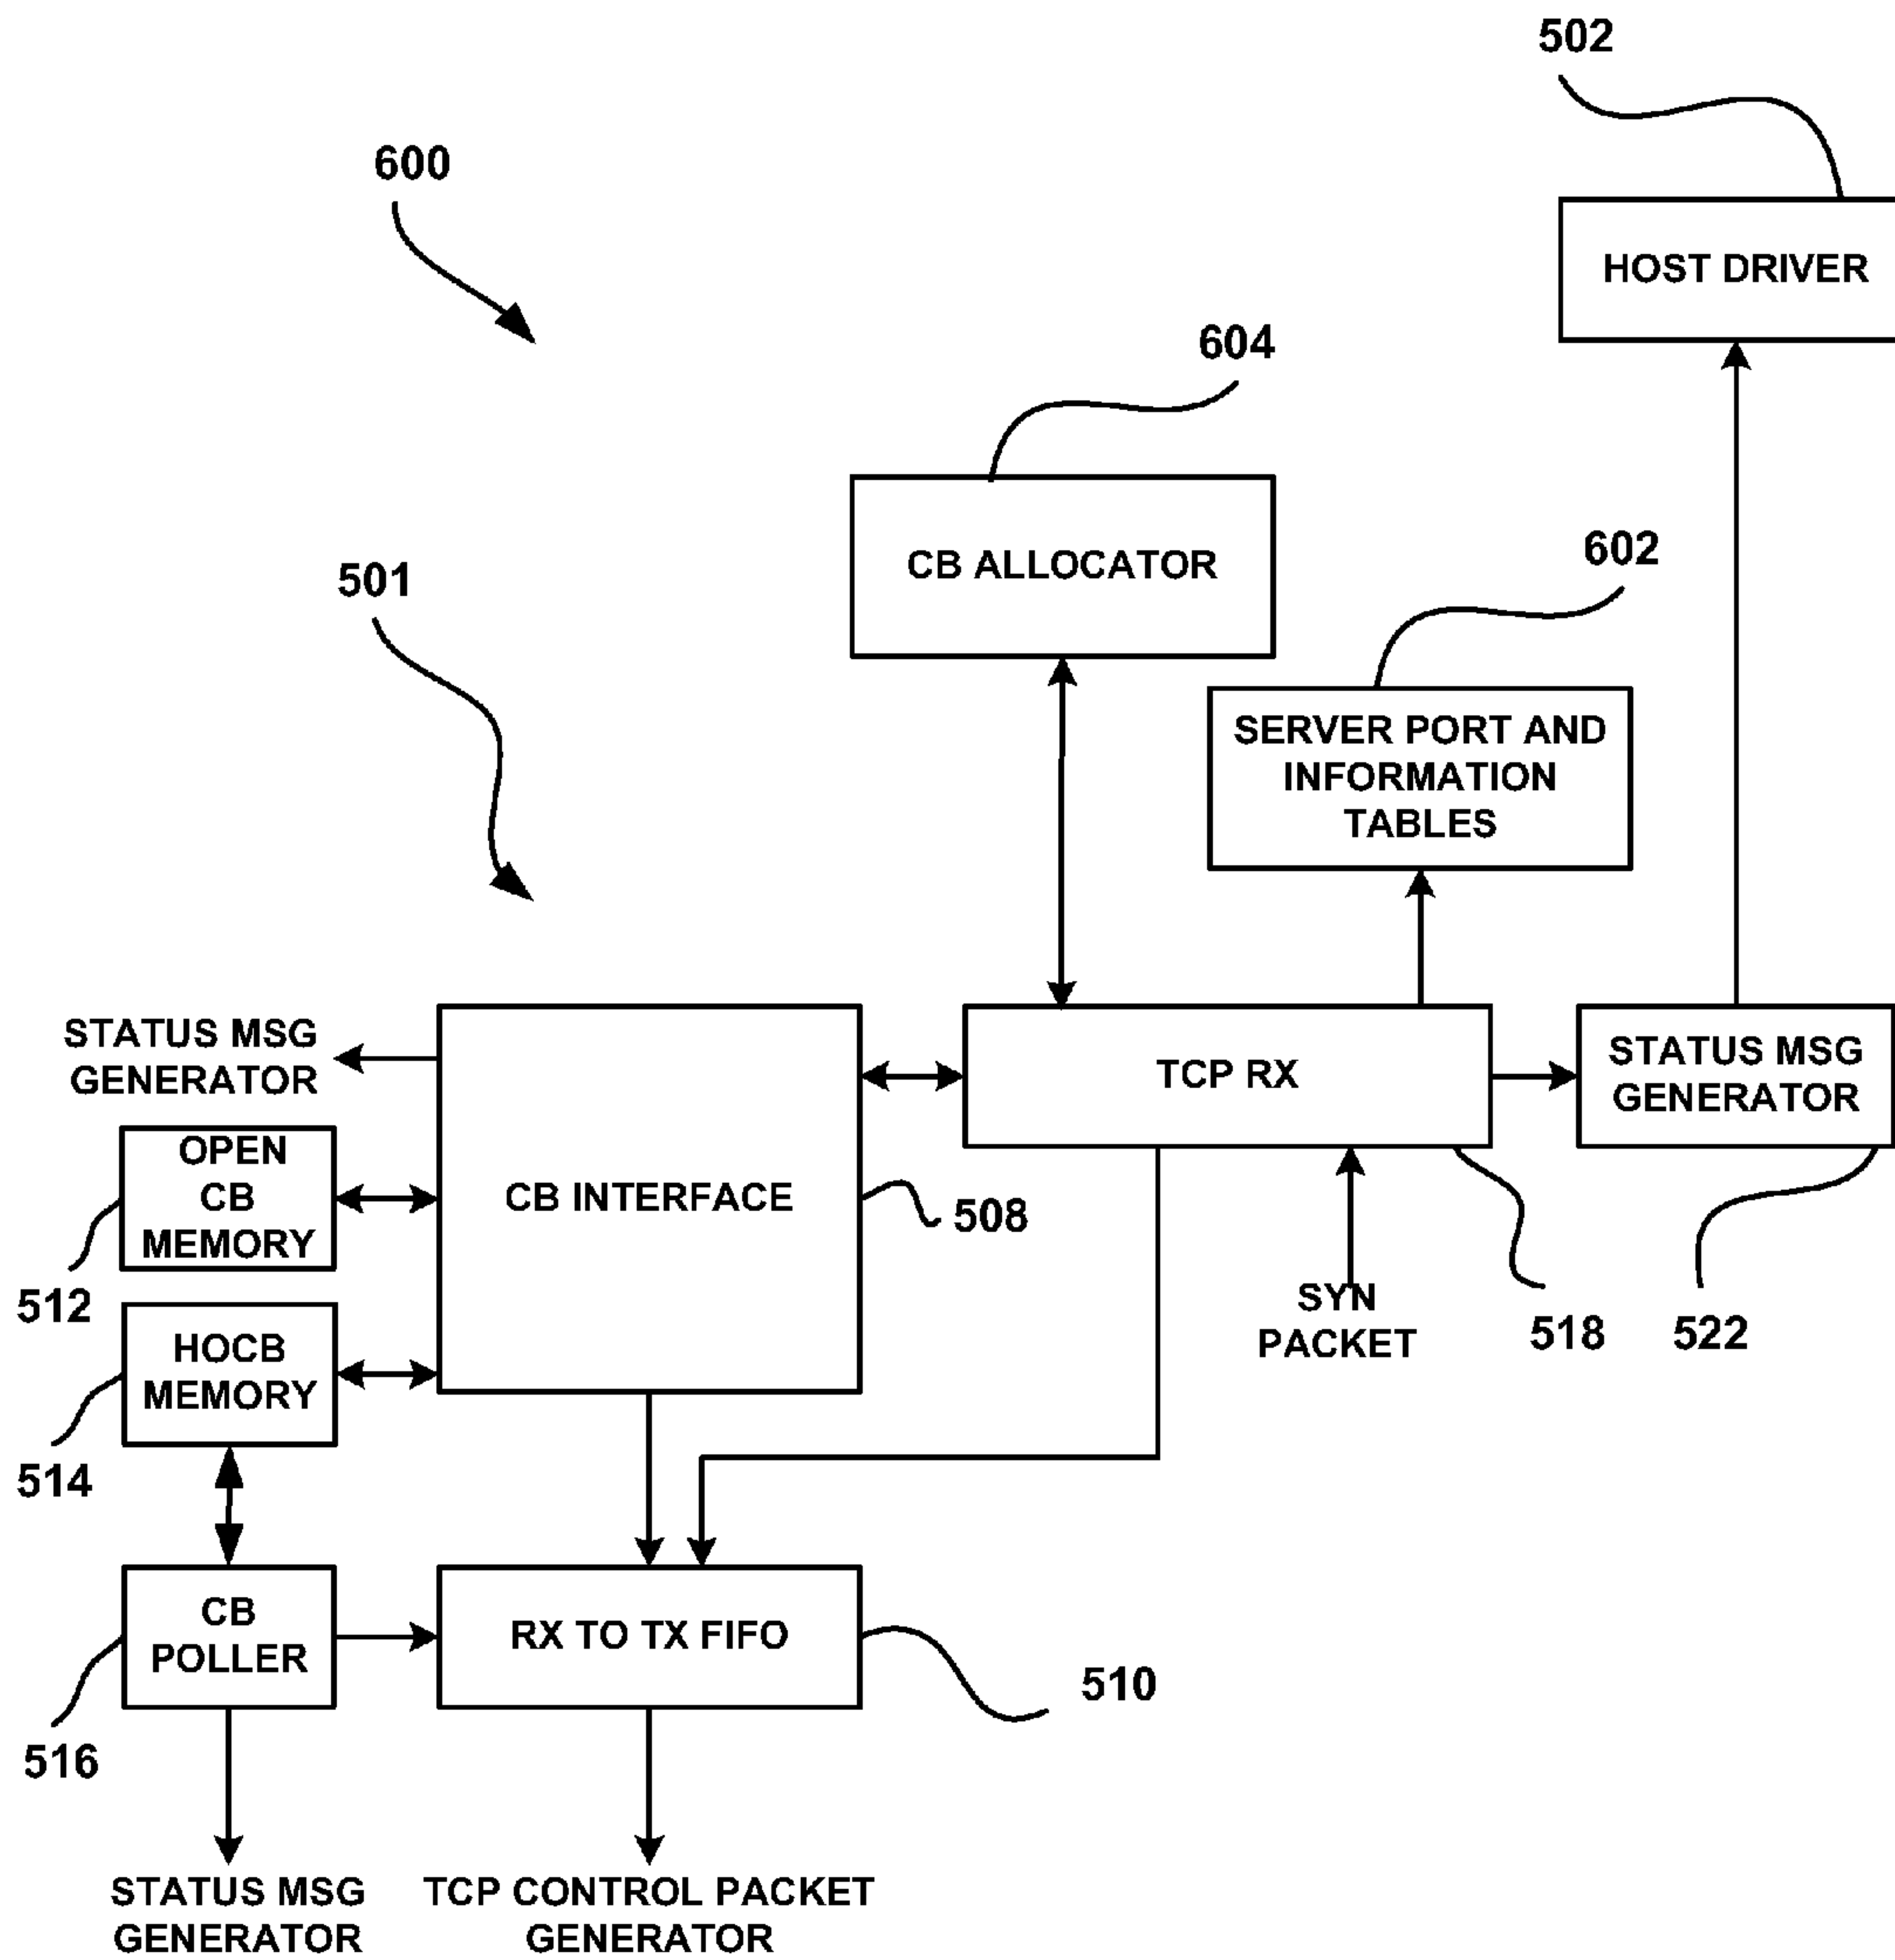 502
600
HOST DRIVER
604
CB ALLOCATOR
602
501
SERVER PORT AND
INFORMATION
TABLES
STATUS MSG
GENERATOR
TCP RX
STATUS MSG
GENERATOR
OPEN
CB
MEMORY
CB INTERFACE
508
512
SYN
PACKET
518
522
HOCB
MEMORY
514
CB
POLLER
RX TO TX FIFO
510
516
STATUS MSG
GENERATOR
TCP CONTROL PACKET
GENERATOR